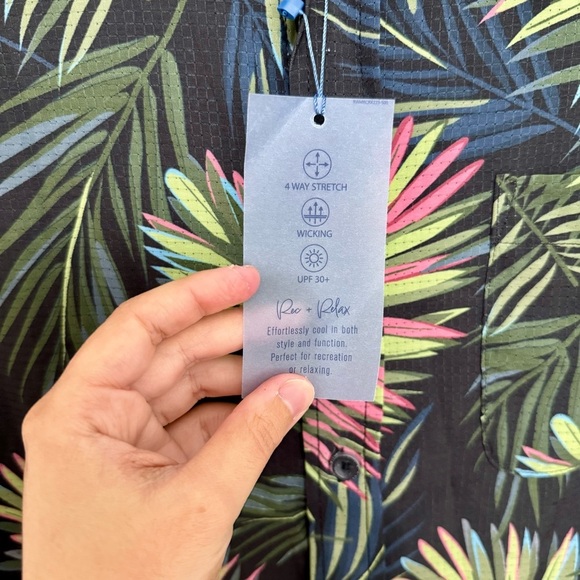 4 WAY STRETCH
WICKING
UPF 30+
Rec + Relax
Effortlessly cool in both
style and function.
Perfect for recreation
or relaxing.